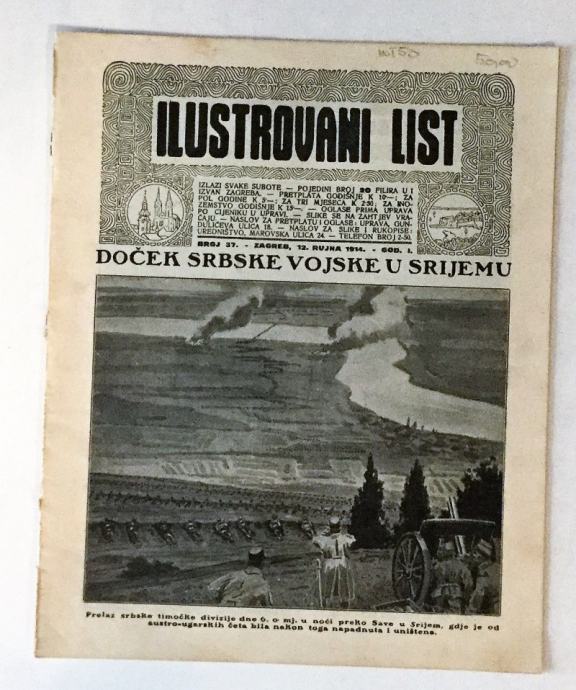 50,00
ILUSTROVANI LIST
IZLAZI SVAKE SUBOTE — POJEDINI BROJ 20 FILIRA U I
IZVAN ZAGREBA. — PRETPLATA GODIŠNJE K 10—; ZA
POL GODINE K 5—; ZA TRI MJESECA K 2·50; ZA INO-
ZEMSTVO GODIŠNJE K 15—. — OGLASE PRIMA UPRAVA
PO CIJENIKU U UPRAVI. — SLIKE SE NA ZAHTJEV VRA-
ĆAJU. — NASLOV ZA PRETPLATU I OGLASE: UPRAVA, GUN-
DULIĆEVA ULICA 18. — NASLOV ZA SLIKE I RUKOPISE:
UREDNIŠTVO, MAROVSKA ULICA 24. — TELEFON BROJ 2-50.
BROJ 37. - ZAGREB, 12. RUJNA 1914. - GOD. I.
DOČEK SRBSKE VOJSKE U SRIJEMU
Prelaz srbske timočke divizije dne 6. o. mj. u noći preko Save u Srijem, gdje je od
austro-ugarskih četa bila nakon toga napadnuta i uništena.